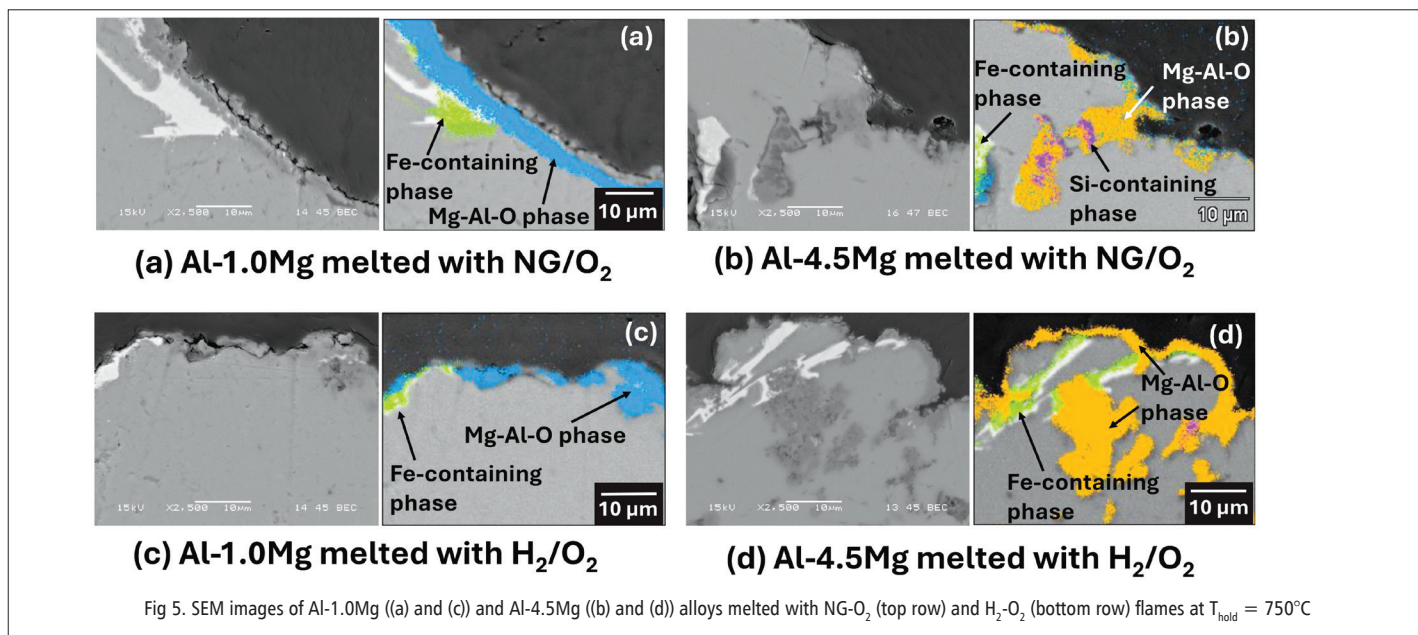 (a)
Fe-containing
phase
Mg-Al-O phase
10 µm
15kV X2,500 10µm 14 45 BEC
(a) Al-1.0Mg melted with NG/O₂
(b)
Fe-containing
phase
Mg-Al-O
phase
Si-containing
phase
10 µm
15kV X2,500 10µm 16 47 BEC
(b) Al-4.5Mg melted with NG/O₂
(c)
Mg-Al-O phase
Fe-containing
phase
10 µm
15kV X2,500 10µm 14 45 BEC
(c) Al-1.0Mg melted with H₂/O₂
(d)
Mg-Al-O
phase
Fe-containing
phase
10 µm
15kV X2,500 10µm 13 45 BEC
(d) Al-4.5Mg melted with H₂/O₂
Fig 5. SEM images of Al-1.0Mg ((a) and (c)) and Al-4.5Mg ((b) and (d)) alloys melted with NG-O₂ (top row) and H₂-O₂ (bottom row) flames at T_hold = 750°C